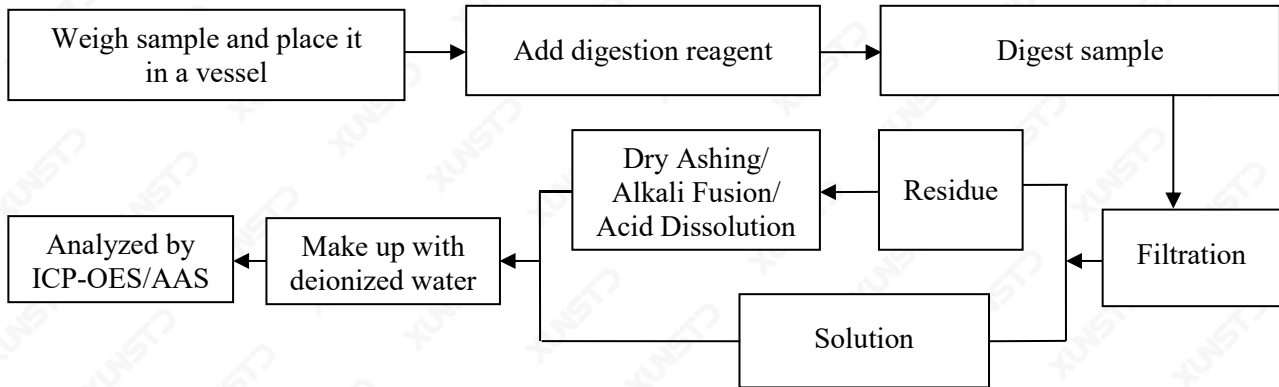 Weigh sample and place it
in a vessel
Add digestion reagent
Digest sample
Filtration
Residue
Dry Ashing/
Alkali Fusion/
Acid Dissolution
Solution
Make up with
deionized water
Analyzed by
ICP-OES/AAS